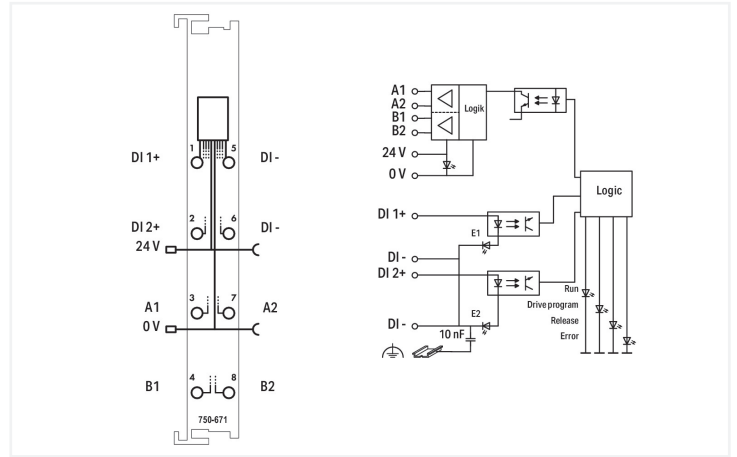 1 5
DI 1+ DI -
2 6
DI 2+ DI -
24 V
3 7
A1 A2
0 V
4 8
B1 B2
750-671
A1
A2
B1
B2
Logik
24 V
0 V
Logic
DI 1+
E1
DI -
DI 2+
Run
Drive program
E2
Release
DI -
10 nF
Error